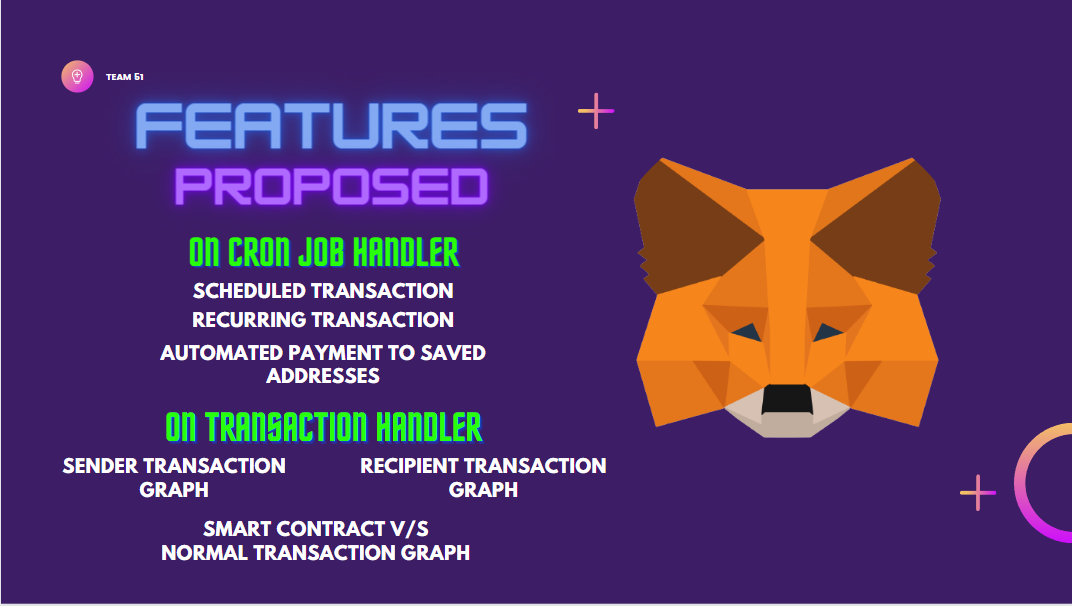 TEAM 51
FEATURES
PROPOSED
ON CRON JOB HANDLER
SCHEDULED TRANSACTION
RECURRING TRANSACTION
AUTOMATED PAYMENT TO SAVED
ADDRESSES
ON TRANSACTION HANDLER
SENDER TRANSACTION
GRAPH
RECIPIENT TRANSACTION
GRAPH
SMART CONTRACT V/S
NORMAL TRANSACTION GRAPH